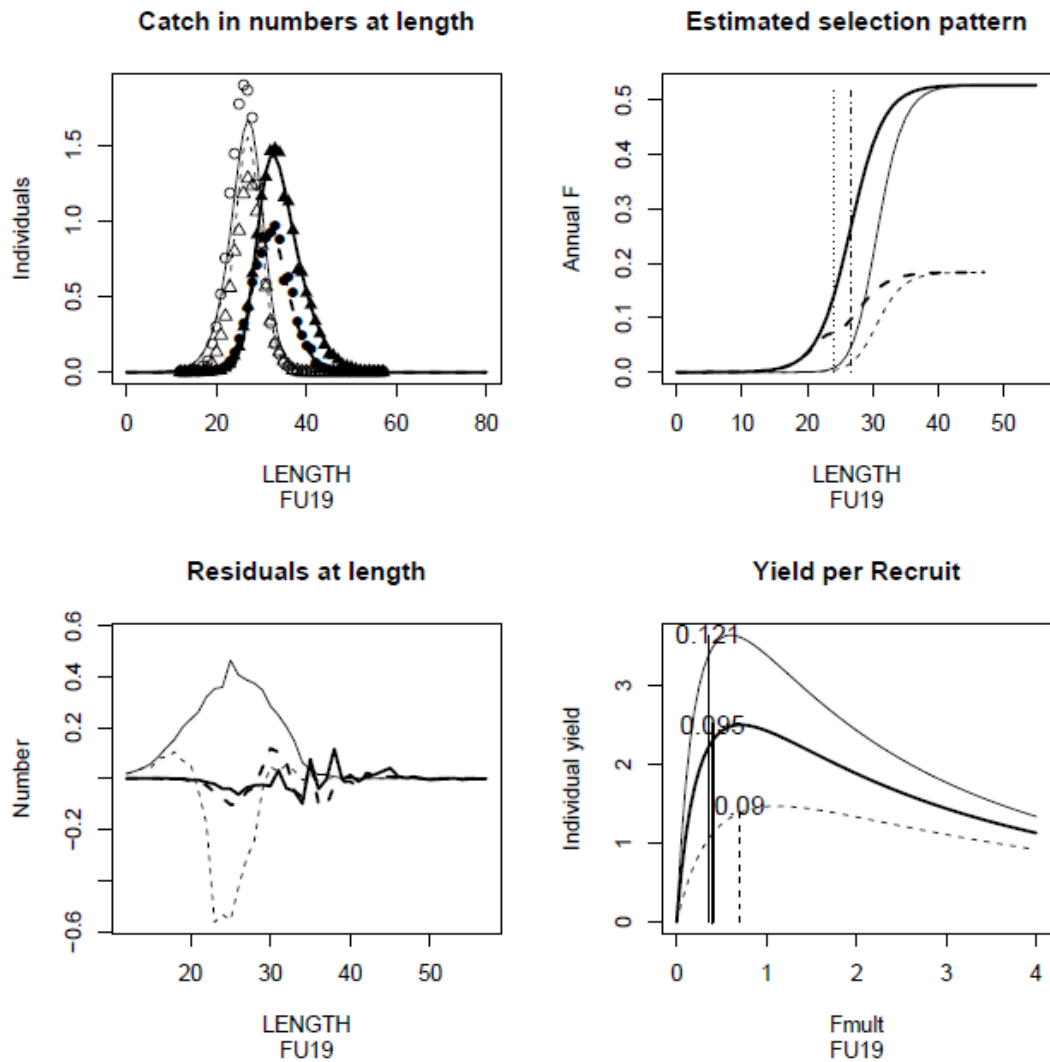 Catch in numbers at length
Individuals
0.0 0.5 1.0 1.5
0 20 40 60 80
LENGTH
FU19
Estimated selection pattern
Annual F
0.0 0.1 0.2 0.3 0.4 0.5
0 10 20 30 40 50
LENGTH
FU19
Residuals at length
Number
−0.6 −0.2 0.2 0.4 0.6
20 30 40 50
LENGTH
FU19
Yield per Recruit
Individual yield
0 1 2 3
0.121
0.095
0.09
0 1 2 3 4
Fmult
FU19